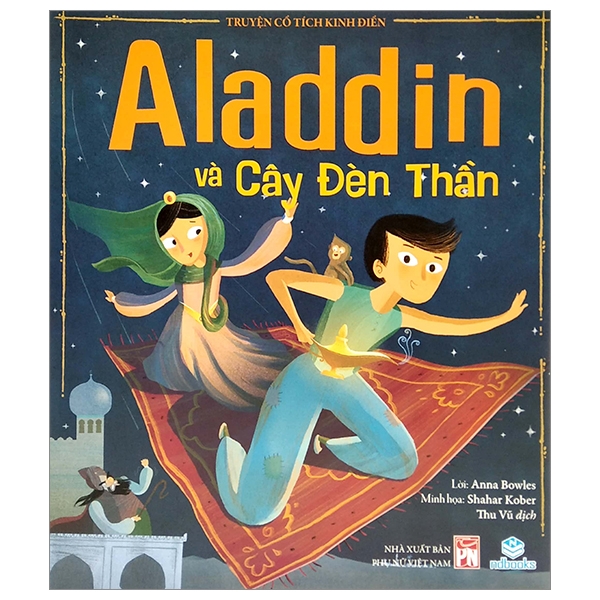 TRUYỆN CỔ TÍCH KINH ĐIỂN
Aladdin
và Cây Đèn Thần
Lời: Anna Bowles
Minh họa: Shahar Kober
Thu Vũ dịch
NHÀ XUẤT BẢN
PHỤ NỮ VIỆT NAM
PN
N
ndbooks